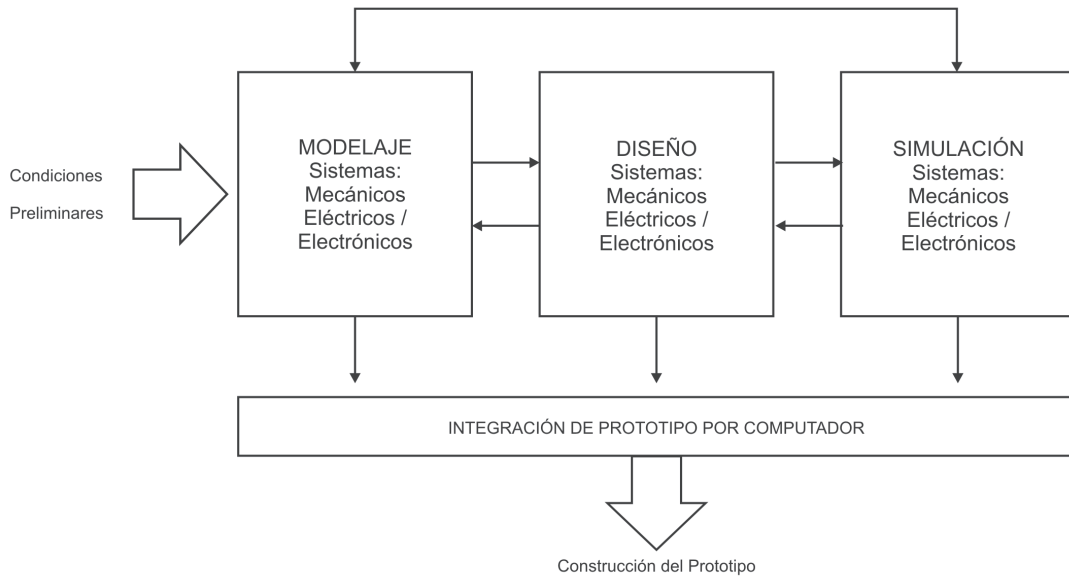 Condiciones
Preliminares
MODELAJE
Sistemas:
Mecánicos
Eléctricos /
Electrónicos
DISEÑO
Sistemas:
Mecánicos
Eléctricos /
Electrónicos
SIMULACIÓN
Sistemas:
Mecánicos
Eléctricos /
Electrónicos
INTEGRACIÓN DE PROTOTIPO POR COMPUTADOR
Construcción del Prototipo